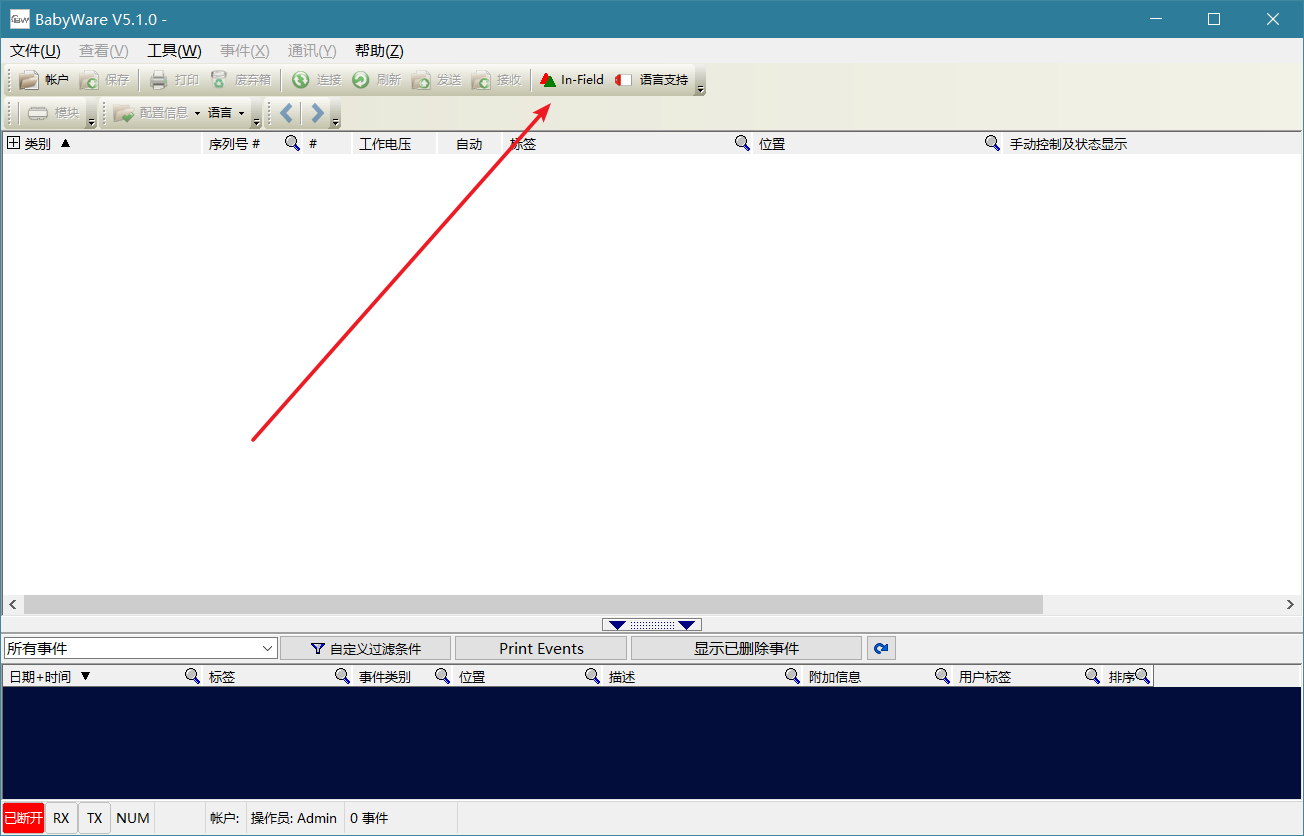 BabyWare V5.1.0 -
文件(U) 查看(V) 工具(W) 事件(X) 通讯(Y) 帮助(Z)
帐户 保存 打印 废弃箱 连接 刷新 发送 接收 In-Field 语言支持
模块 配置信息 语言
类别 序列号 # # 工作电压 自动 标签 位置 手动控制及状态显示
所有事件 自定义过滤条件 Print Events 显示已删除事件
日期+时间 标签 事件类别 位置 描述 附加信息 用户标签 排序
已断开 RX TX NUM 帐户: 操作员: Admin 0 事件